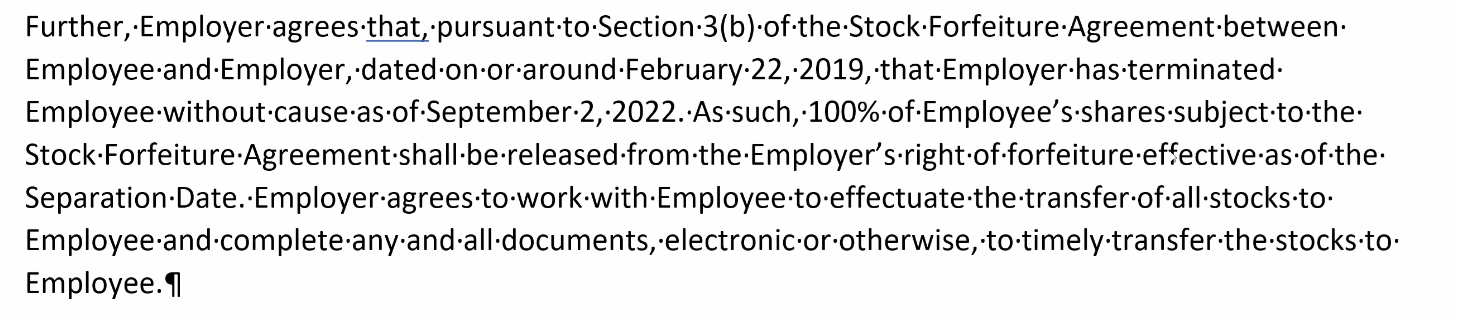 Further, Employer agrees that, pursuant to Section 3(b) of the Stock Forfeiture Agreement between
Employee and Employer, dated on or around February 22, 2019, that Employer has terminated
Employee without cause as of September 2, 2022. As such, 100% of Employee’s shares subject to the
Stock Forfeiture Agreement shall be released from the Employer’s right of forfeiture effective as of the
Separation Date. Employer agrees to work with Employee to effectuate the transfer of all stocks to
Employee and complete any and all documents, electronic or otherwise, to timely transfer the stocks to
Employee.¶